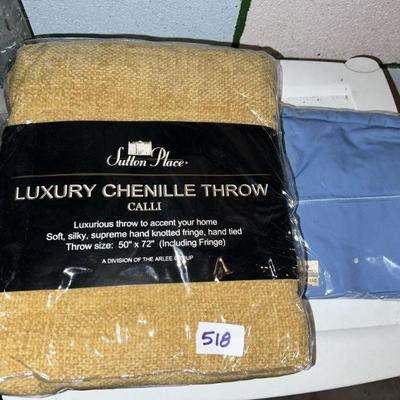 Sutton Place®
LUXURY CHENILLE THROW
CALLI
Luxurious throw to accent your home
Soft, silky, supreme hand knotted fringe, hand tied
Throw size: 50" x 72" (Including Fringe)
A DIVISION OF THE ARLEE GROUP
518